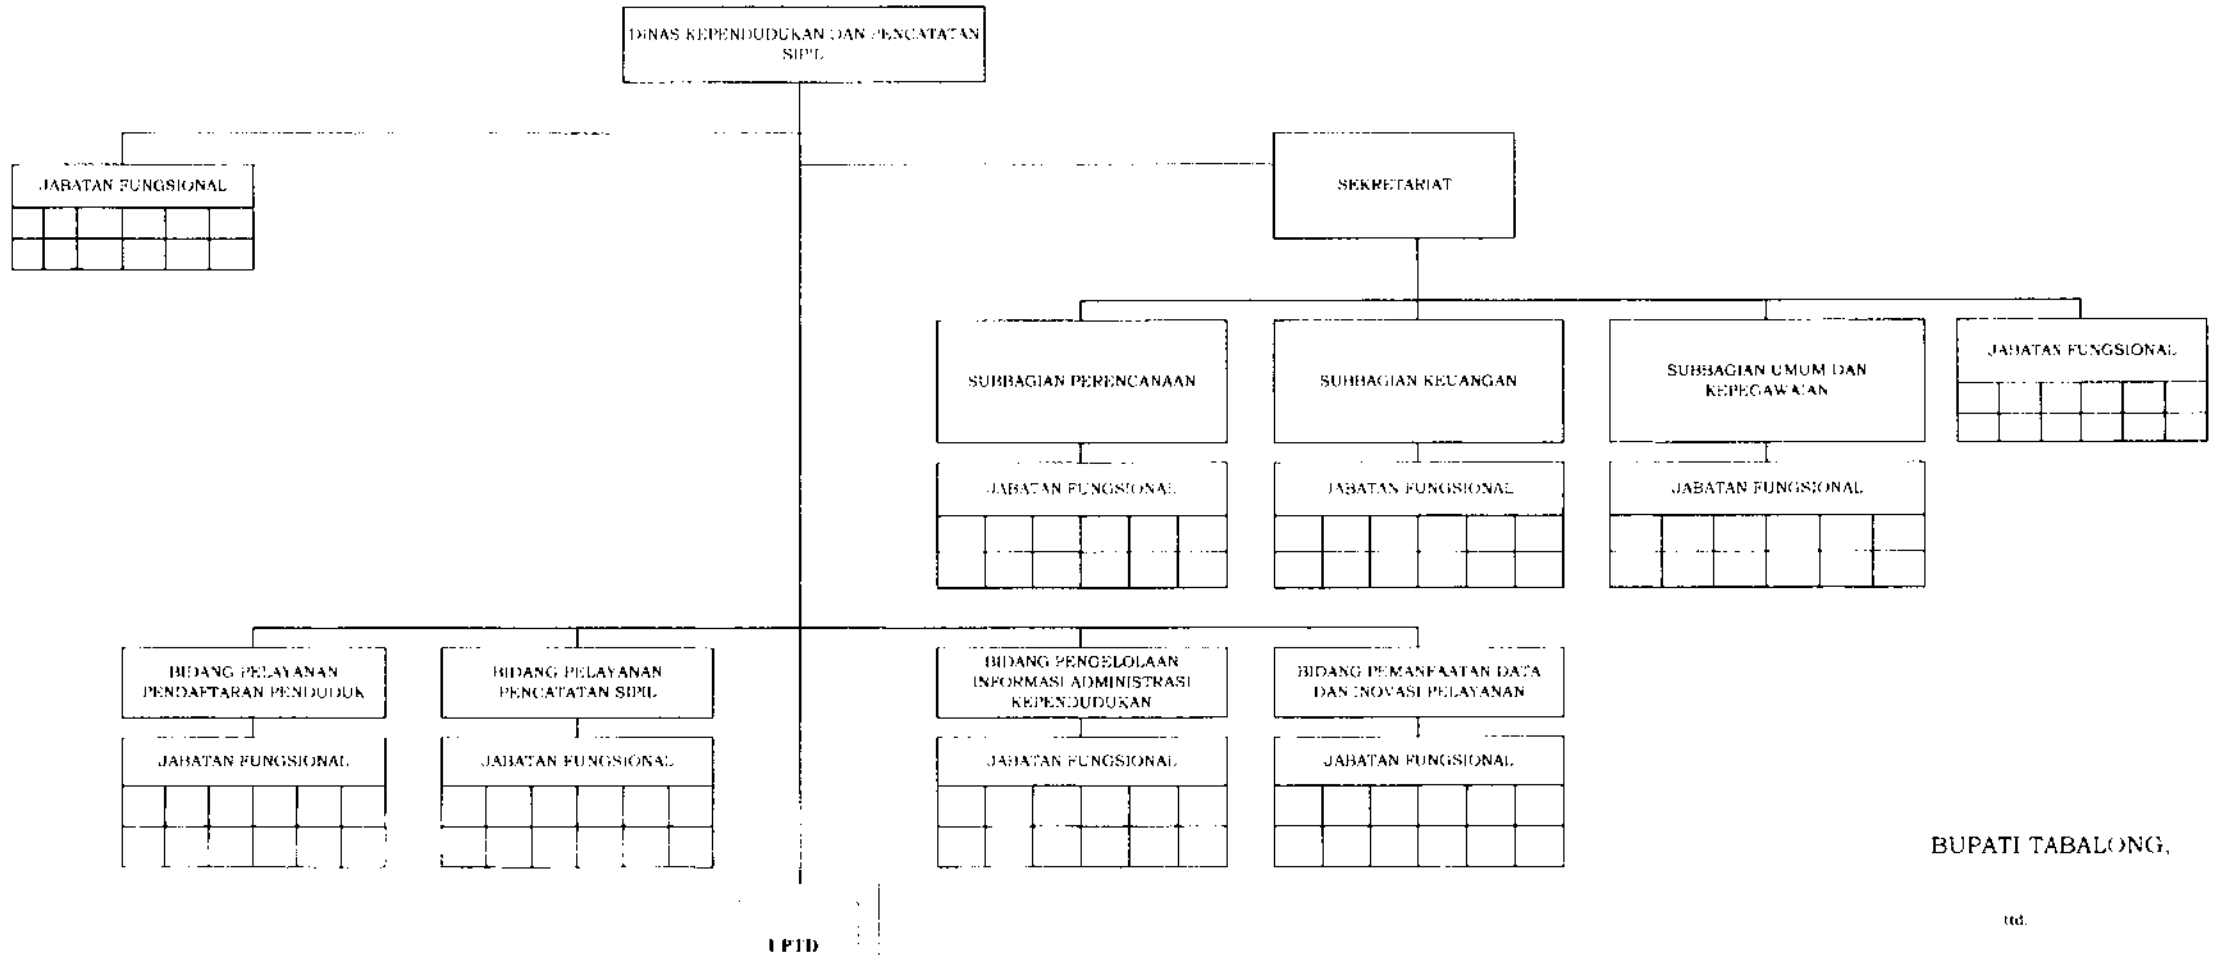 DINAS KEPENDUDUKAN DAN PENCATATAN
SIPIL
JABATAN FUNGSIONAL
SEKRETARIAT
SUBBAGIAN PERENCANAAN
SUBBAGIAN KEUANGAN
SUBBAGIAN UMUM DAN
KEPEGAWAIAN
JABATAN FUNGSIONAL
JABATAN FUNGSIONAL
JABATAN FUNGSIONAL
JABATAN FUNGSIONAL
BIDANG PELAYANAN
PENDAFTARAN PENDUDUK
BIDANG PELAYANAN
PENCATATAN SIPIL
BIDANG PENGELOLAAN
INFORMASI ADMINISTRASI
KEPENDUDUKAN
BIDANG PEMANFAATAN DATA
DAN INOVASI PELAYANAN
JABATAN FUNGSIONAL
JABATAN FUNGSIONAL
JABATAN FUNGSIONAL
JABATAN FUNGSIONAL
BUPATI TABALONG,
ttd.
UPTD